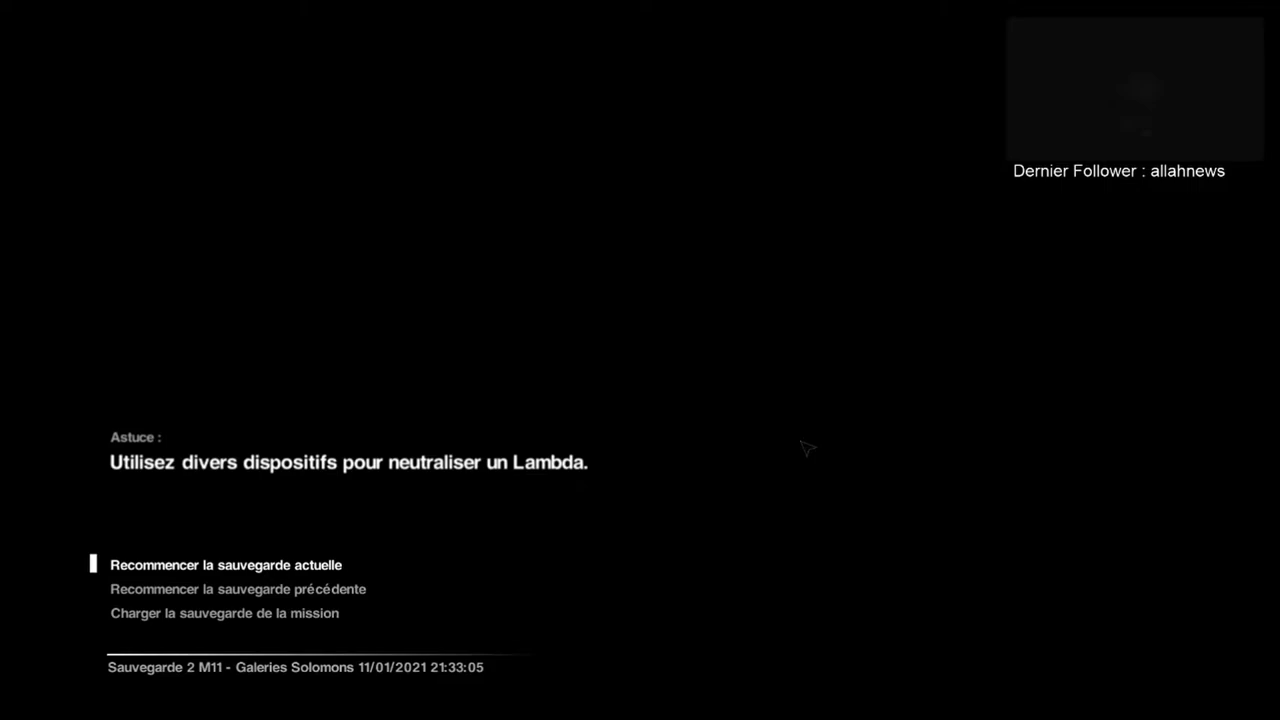 Dernier Follower : allahnews
Astuce :
Utilisez divers dispositifs pour neutraliser un Lambda.
Recommencer la sauvegarde actuelle
Recommencer la sauvegarde précédente
Charger la sauvegarde de la mission
Sauvegarde 2 M11 - Galeries Solomons 11/01/2021 21:33:05